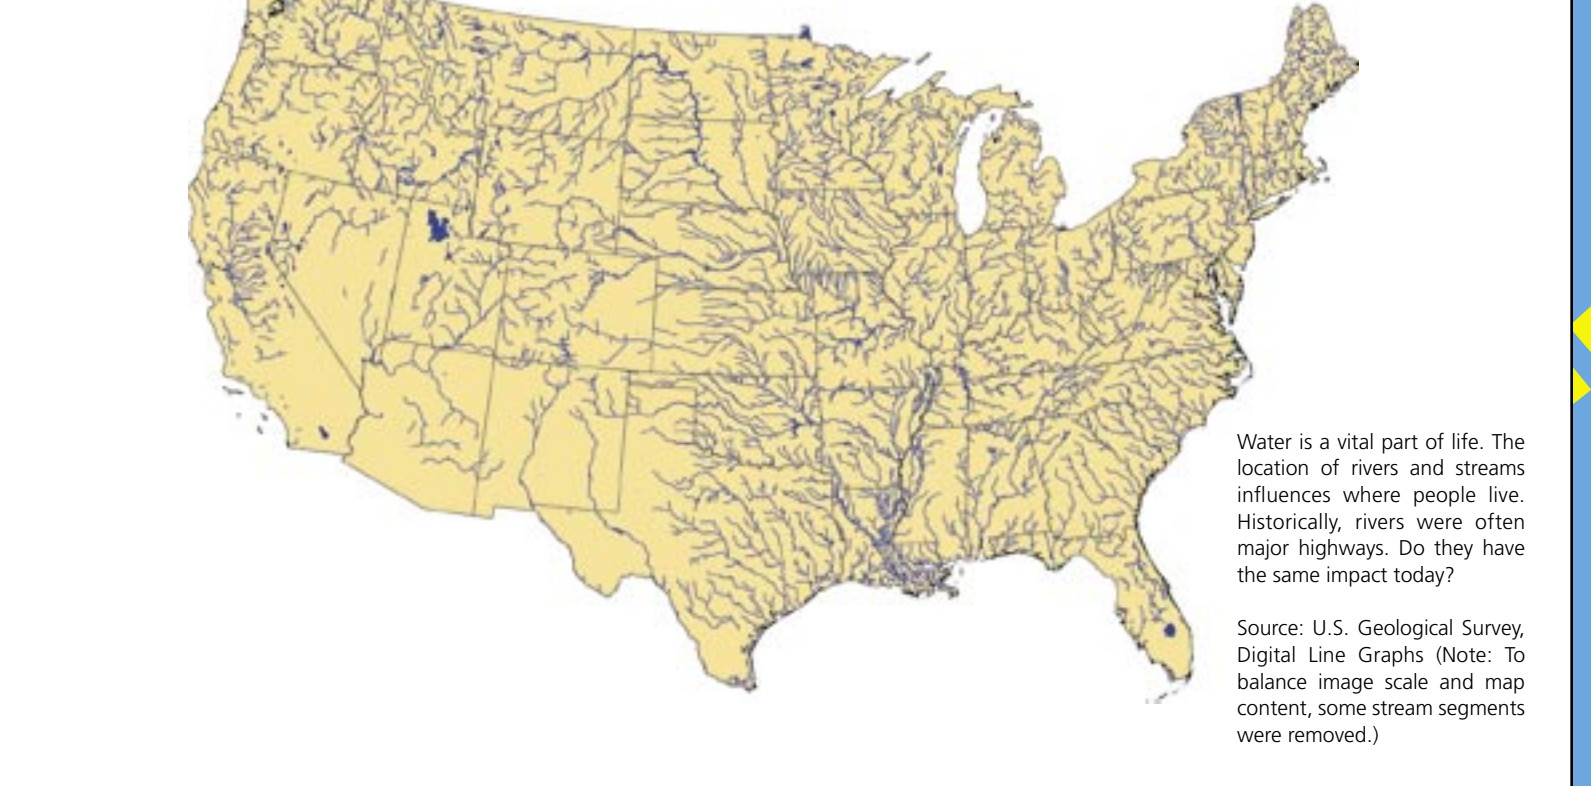 Water is a vital part of life. The
location of rivers and streams
influences where people live.
Historically, rivers were often
major highways. Do they have
the same impact today?
Source: U.S. Geological Survey,
Digital Line Graphs (Note: To
balance image scale and map
content, some stream segments
were removed.)